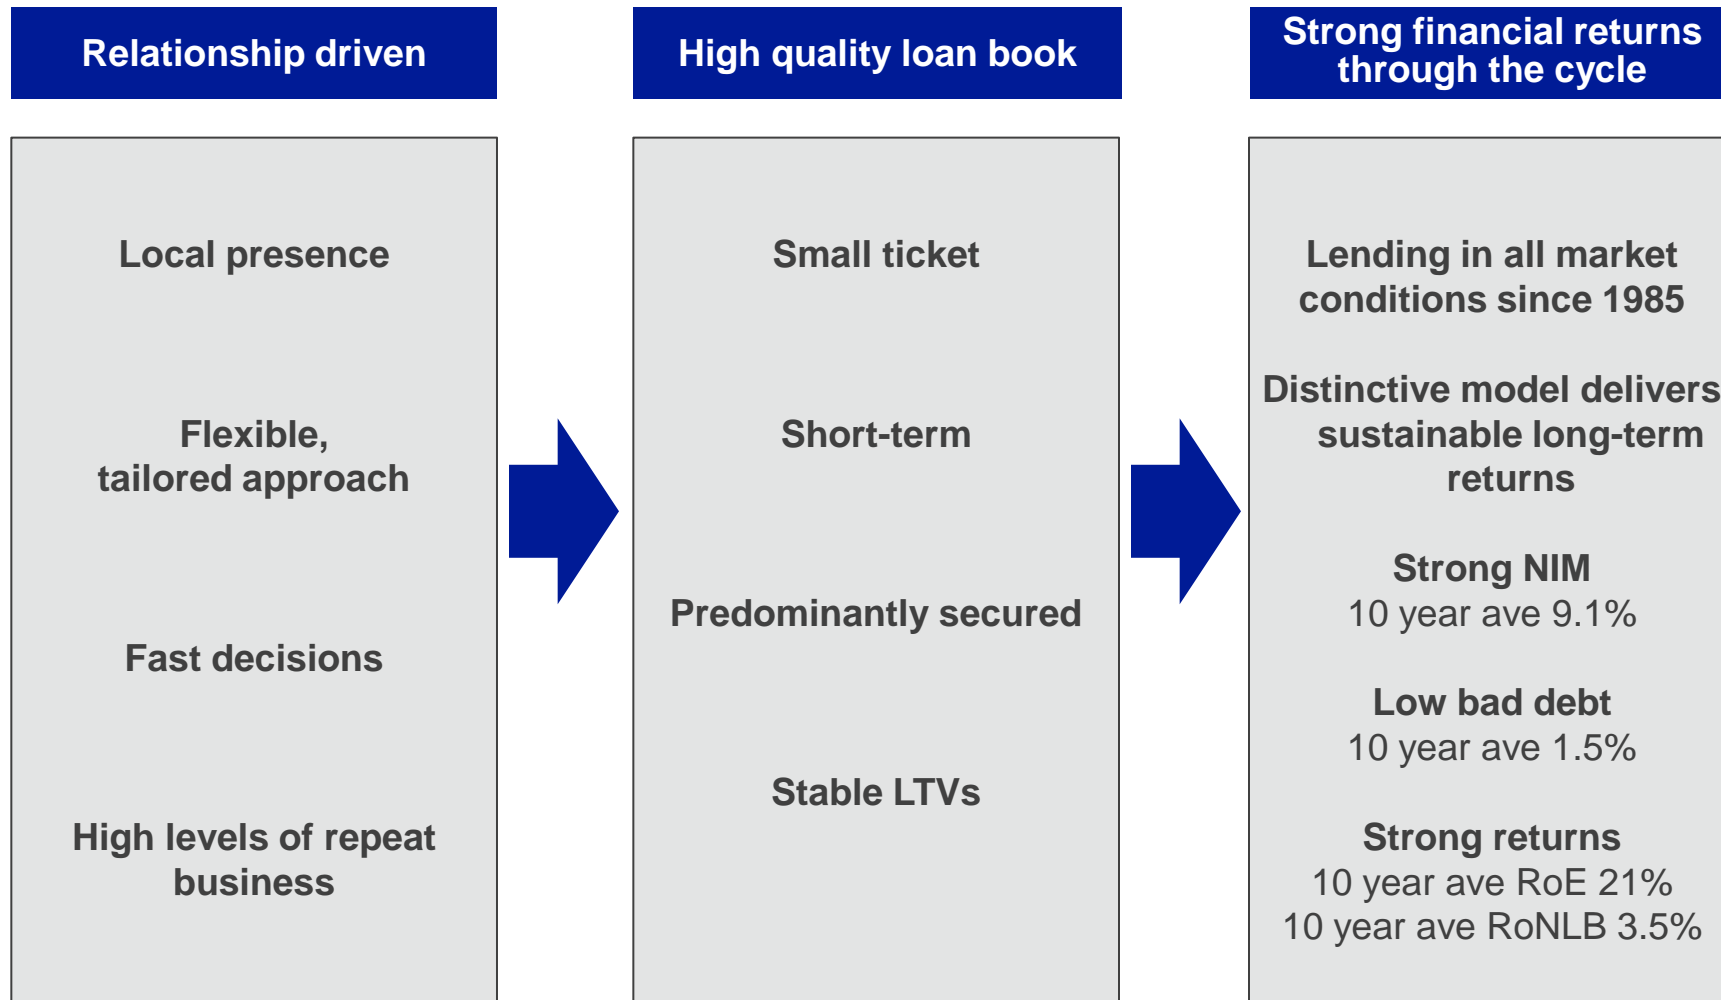 Relationship driven
Local presence
Flexible,
tailored approach
Fast decisions
High levels of repeat
business
High quality loan book
Small ticket
Short-term
Predominantly secured
Stable LTVs
Strong financial returns
through the cycle
Lending in all market
conditions since 1985
Distinctive model delivers
sustainable long-term
returns
Strong NIM
10 year ave 9.1%
Low bad debt
10 year ave 1.5%
Strong returns
10 year ave RoE 21%
10 year ave RoNLB 3.5%